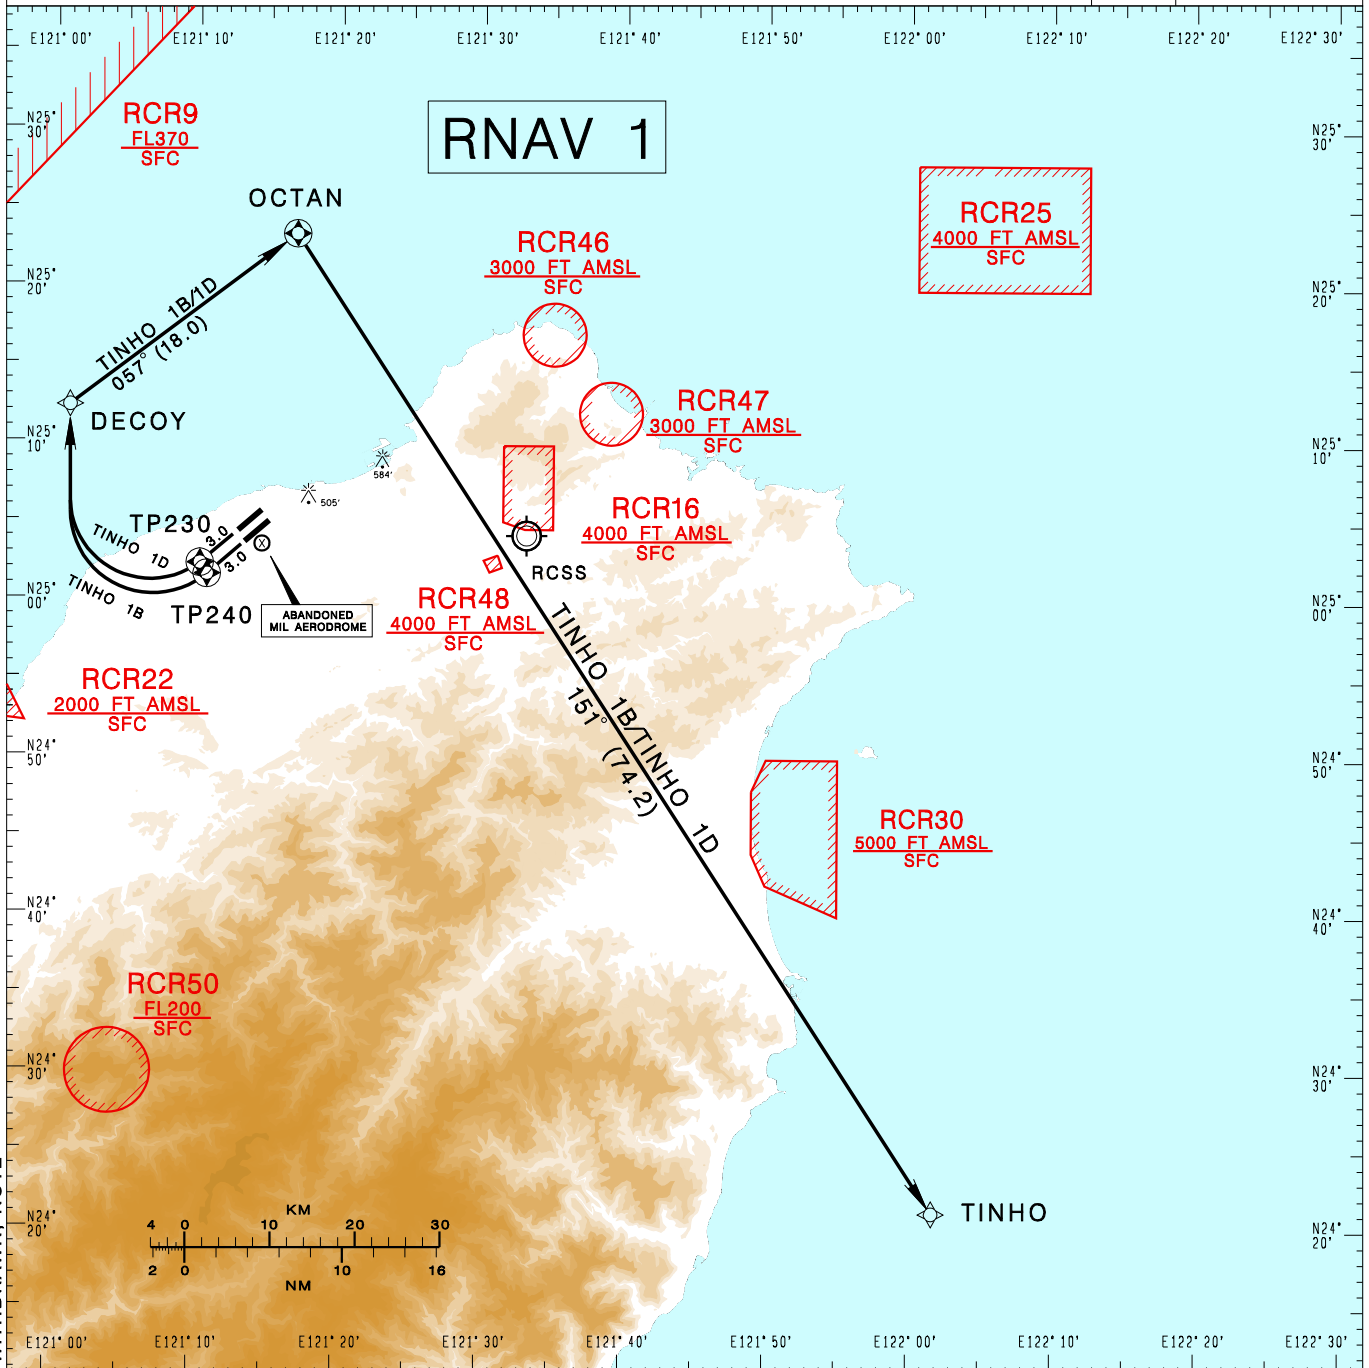 E121° 00'
E121° 10'
E121° 20'
E121° 30'
E121° 40'
E121° 50'
E122° 00'
E122° 10'
E122° 20'
E122° 30'
N25°
30'
RCR9
FL370
SFC
RNAV 1
N25°
30'
OCTAN
RCR25
4000 FT AMSL
SFC
RCR46
3000 FT AMSL
SFC
N25°
20'
N25°
20'
TINHO 1B/1D
057° (18.0)
DECOY
RCR47
3000 FT AMSL
SFC
N25°
10'
N25°
10'
584'
505'
TP230
3.0
3.0
TINHO 1D
TINHO 1B
TP240
ABANDONED
MIL AERODROME
RCR16
4000 FT AMSL
SFC
RCSS
RCR48
4000 FT AMSL
SFC
N25°
00'
N25°
00'
TINHO 1B/TINHO 1D
151° (74.2)
RCR22
2000 FT AMSL
SFC
N24°
50'
N24°
50'
RCR30
5000 FT AMSL
SFC
N24°
40'
N24°
40'
RCR50
FL200
SFC
N24°
30'
N24°
30'
TINHO
N24°
20'
N24°
20'
KM
4 0 10 20 30
2 0 10 16
NM
E121° 00'
E121° 10'
E121° 20'
E121° 30'
E121° 40'
E121° 50'
E122° 00'
E122° 10'
E122° 20'
E122° 30'